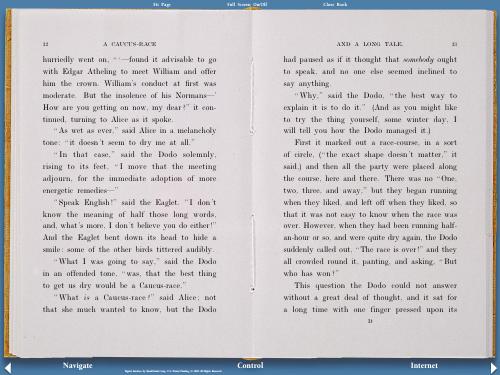 Fit Page
Full Screen On/Off
Close Book
32
A CAUCUS-RACE
hurriedly went on, "'—found it advisable to go
with Edgar Atheling to meet William and offer
him the crown. William's conduct at first was
moderate. But the insolence of his Normans—'
How are you getting on now, my dear?" it con-
tinued, turning to Alice as it spoke.
"As wet as ever," said Alice in a melancholy
tone: "it doesn't seem to dry me at all."
"In that case," said the Dodo solemnly,
rising to its feet, "I move that the meeting
adjourn, for the immediate adoption of more
energetic remedies—"
"Speak English!" said the Eaglet. "I don't
know the meaning of half those long words,
and, what's more, I don't believe you do either!"
And the Eaglet bent down its head to hide a
smile: some of the other birds tittered audibly.
"What I was going to say," said the Dodo
in an offended tone, "was, that the best thing
to get us dry would be a Caucus-race."
"What is a Caucus-race?" said Alice; not
that she much wanted to know, but the Dodo
AND A LONG TALE.
33
had paused as if it thought that somebody ought
to speak, and no one else seemed inclined to
say anything.
"Why," said the Dodo, "the best way to
explain it is to do it." (And as you might like
to try the thing yourself, some winter day, I
will tell you how the Dodo managed it.)
First it marked out a race-course, in a sort
of circle, ("the exact shape doesn't matter," it
said,) and then all the party were placed along
the course, here and there. There was no "One,
two, three, and away," but they began running
when they liked, and left off when they liked, so
that it was not easy to know when the race was
over. However, when they had been running half-
an-hour or so, and were quite dry again, the Dodo
suddenly called out, "The race is over!" and they
all crowded round it, panting, and asking, "But
who has won?"
This question the Dodo could not answer
without a great deal of thought, and it sat for
a long time with one finger pressed upon its
Navigate
Control
Internet